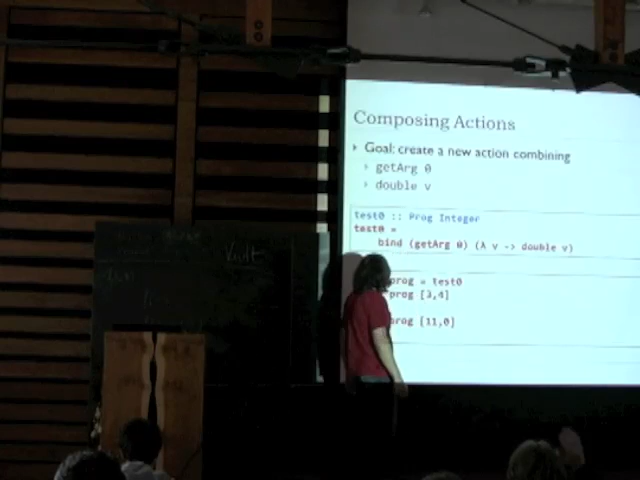 Composing Actions
Goal: create a new action combining
getArg 0
double v
test0 :: Prog Integer
test0 =
bind (getArg 0) (λ v -> double v)
prog = test0
prog [3,4]
prog [11,0]